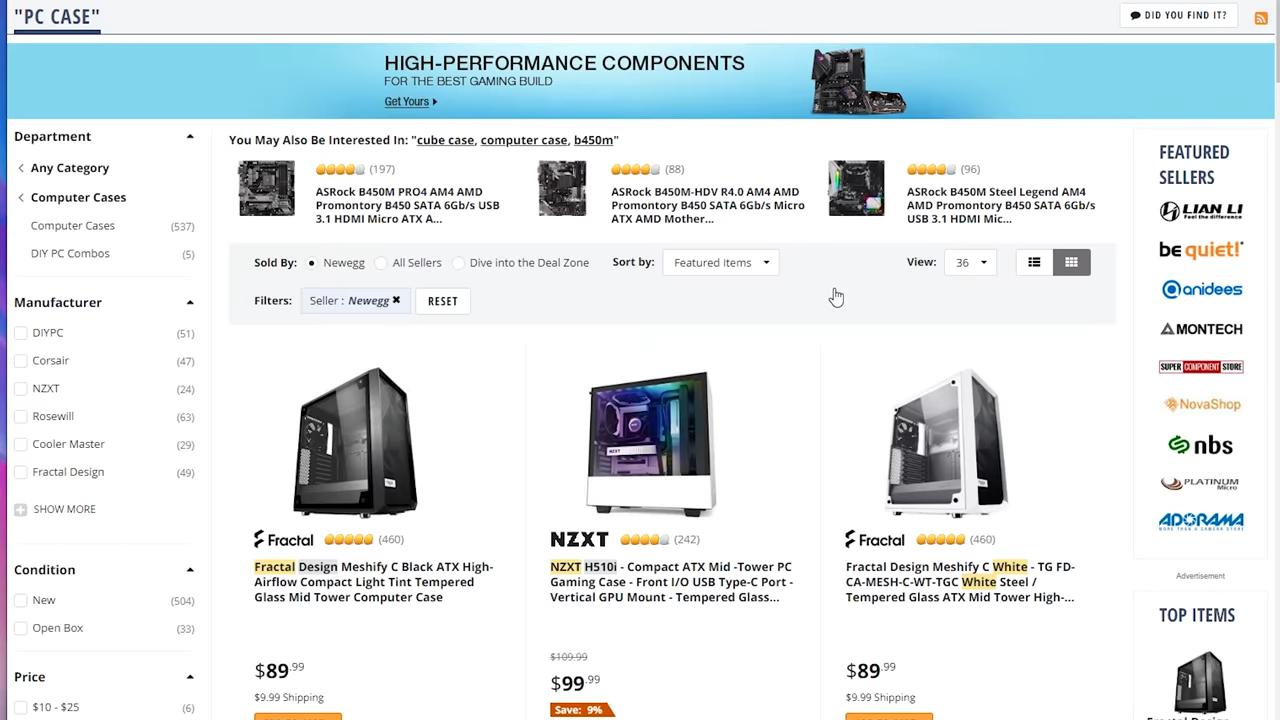 "PC CASE"
DID YOU FIND IT?
HIGH-PERFORMANCE COMPONENTS
FOR THE BEST GAMING BUILD
Get Yours
Department
Any Category
Computer Cases
Computer Cases (537)
DIY PC Combos (5)
Manufacturer
DIYPC (51)
Corsair (47)
NZXT (24)
Rosewill (63)
Cooler Master (29)
Fractal Design (49)
SHOW MORE
Condition
New (504)
Open Box (33)
Price
$10 - $25 (6)
You May Also Be Interested In: "cube case, computer case, b450m"
(197)
ASRock B450M PRO4 AM4 AMD
Promontory B450 SATA 6Gb/s USB
3.1 HDMI Micro ATX A...
(88)
ASRock B450M-HDV R4.0 AM4 AMD
Promontory B450 SATA 6Gb/s Micro
ATX AMD Mother...
(96)
ASRock B450M Steel Legend AM4
AMD Promontory B450 SATA 6Gb/s
USB 3.1 HDMI Mic...
Sold By: Newegg All Sellers Dive into the Deal Zone Sort by: Featured Items View: 36
Filters: Seller : Newegg RESET
Fractal (460)
Fractal Design Meshify C Black ATX High-
Airflow Compact Light Tint Tempered
Glass Mid Tower Computer Case
$89.99
$9.99 Shipping
NZXT (242)
NZXT H510i - Compact ATX Mid -Tower PC
Gaming Case - Front I/O USB Type-C Port -
Vertical GPU Mount - Tempered Glass...
$109.99
$99.99
Save: 9%
Fractal (460)
Fractal Design Meshify C White - TG FD-
CA-MESH-C-WT-TGC White Steel /
Tempered Glass ATX Mid Tower High-...
$89.99
$9.99 Shipping
FEATURED
SELLERS
LIAN LI
Feel the difference
be quiet!
anidees
MONTECH
SUPER COMPONENT STORE
NovaShop
nbs
PLATINUM
Micro
ADORAMA
MORE THAN A CAMERA STORE
Advertisement
TOP ITEMS